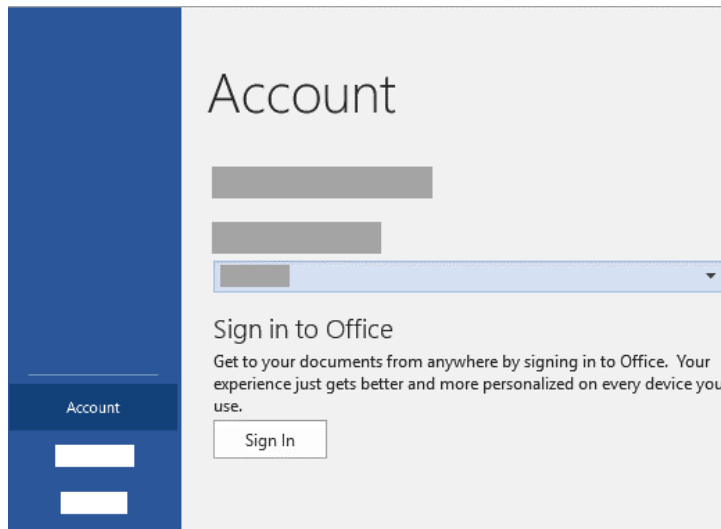 Account
Sign in to Office
Get to your documents from anywhere by signing in to Office. Your
experience just gets better and more personalized on every device you
use.
Sign In
Account